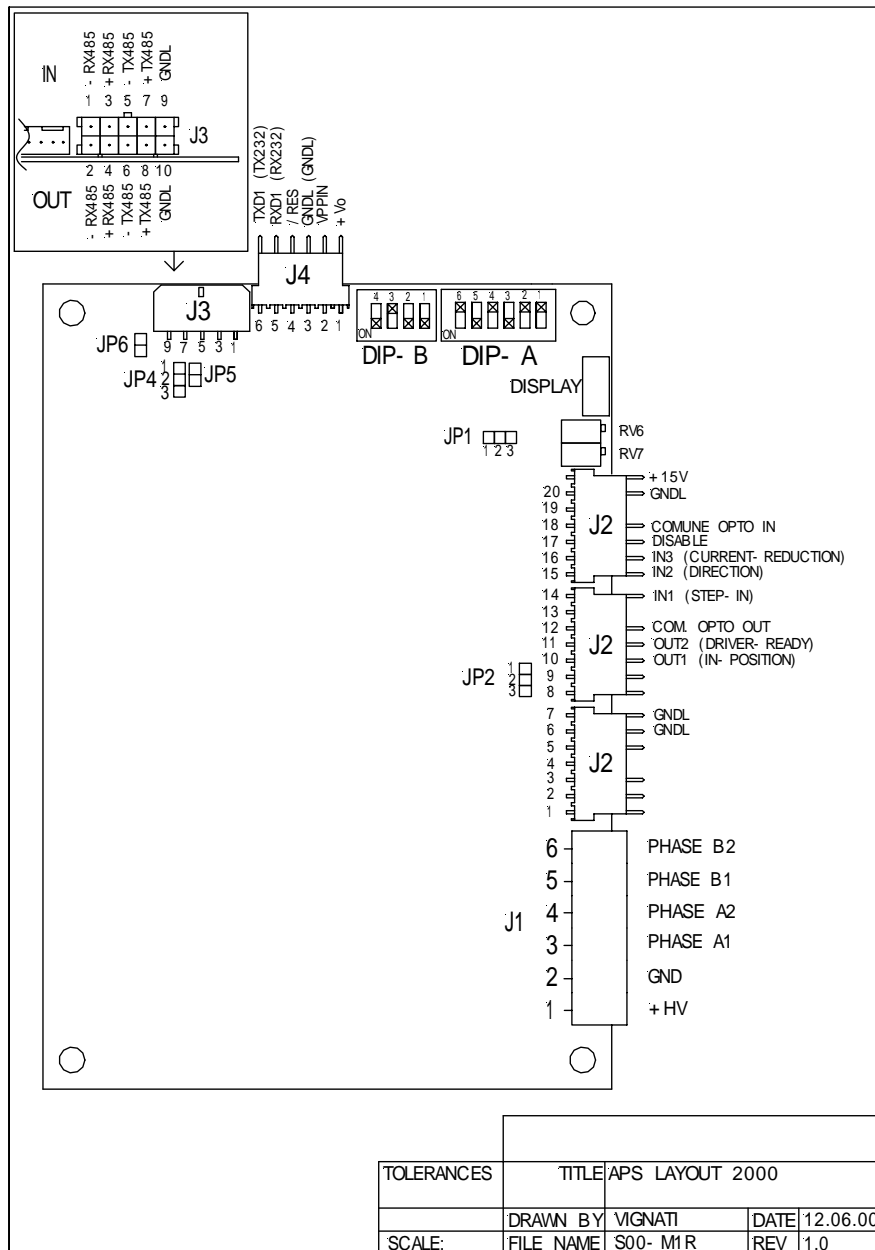 IN
- RX485
+ RX485
- TX485
+ TX485
GNDL
1 3 5 7 9
J3
2 4 6 8 10
OUT
- RX485
+ RX485
- TX485
+ TX485
GNDL
TXD1 (TX232)
RXD1 (RX232)
/ RES
GNDL (GNDL)
VPPIN
+ Vo
J4
6 5 4 3 2 1
J3
9 7 5 3 1
4 3 2 1
ON
DIP- B
6 5 4 3 2 1
ON
DIP- A
JP6
JP4
1
2
3
JP5
DISPLAY
JP1
1 2 3
RV6
RV7
+ 15V
20 GNDL
19
18 COMUNE OPTO IN
17 DISABLE
16 IN3 (CURRENT- REDUCTION)
15 IN2 (DIRECTION)
J2
14 IN1 (STEP- IN)
13
12 COM. OPTO OUT
11 OUT2 (DRIVER- READY)
10 OUT1 (IN- POSITION)
9
8
J2
JP2
1
2
3
7 GNDL
6 GNDL
5
4
3
2
1
J2
J1
6 PHASE B2
5 PHASE B1
4 PHASE A2
3 PHASE A1
2 GND
1 + HV
TOLERANCES TITLE APS LAYOUT 2000
DRAWN BY VIGNATI DATE 12.06.00
SCALE: FILE NAME S00- M1R REV 1.0